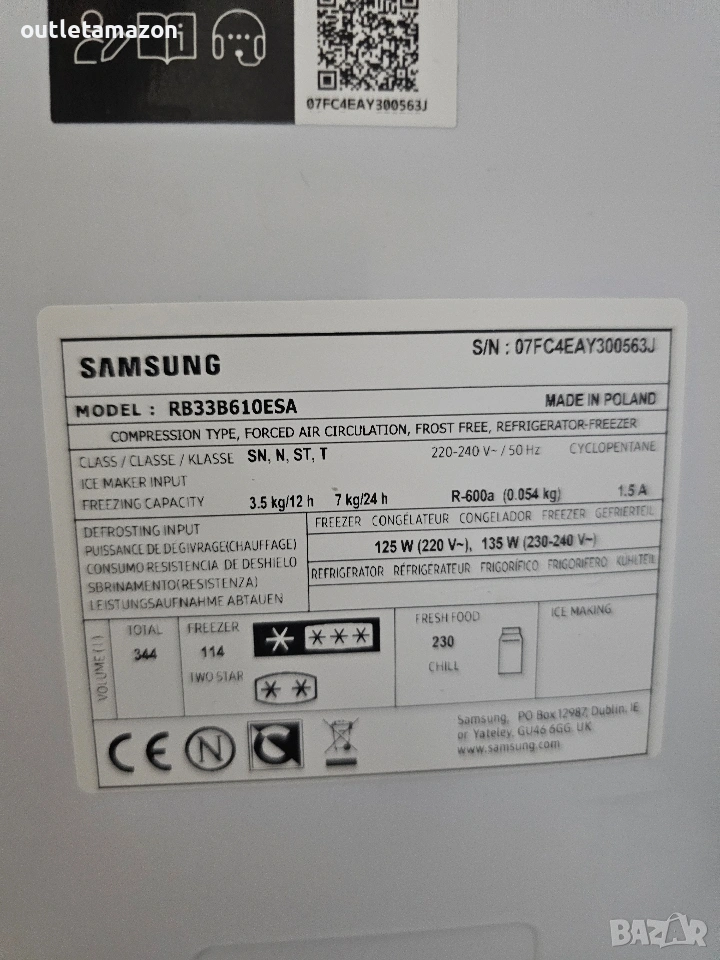 outletamazon
07FC4EAY300563J
SAMSUNG
S/N : 07FC4EAY300563J
MODEL : RB33B610ESA
MADE IN POLAND
COMPRESSION TYPE, FORCED AIR CIRCULATION, FROST FREE, REFRIGERATOR-FREEZER
CLASS / CLASSE / KLASSE SN, N, ST, T 220-240 V~ / 50 Hz CYCLOPENTANE
ICE MAKER INPUT
FREEZING CAPACITY 3.5 kg/12 h 7 kg/24 h R-600a (0.054 kg) 1.5 A
DEFROSTING INPUT
PUISSANCE DE DEGIVRAGE(CHAUFFAGE)
CONSUMO RESISTENCIA DE DESHIELO
SBRINAMENTO(RESISTENZA)
LEISTUNGSAUFNAHME ABTAUEN
FREEZER CONGÉLATEUR CONGELADOR FREEZER GEFRIERTEIL
125 W (220 V~), 135 W (230-240 V~)
REFRIGERATOR RÉFRIGERATEUR FRIGORÍFICO FRIGORIFERO KÜHLTEIL
VOLUME ( l )
TOTAL
344
FREEZER
114
TWO STAR
FRESH FOOD
230
CHILL
ICE MAKING
CE N
Samsung, PO Box 12987, Dublin, IE
or Yateley, GU46 6GG, UK
www.samsung.com
BAZAR